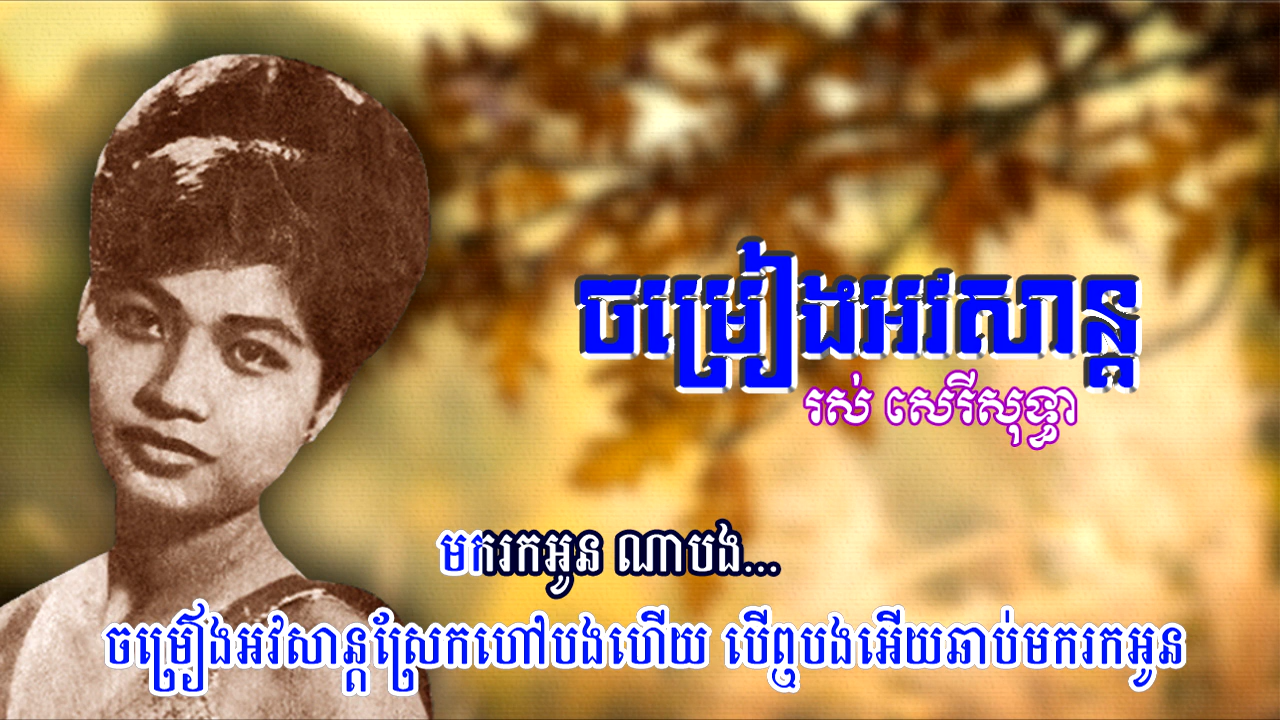 ចម្រៀងអវសាន្ត
រស់ សេរីសុទ្ធា
មករកអូន ណាបង...
ចម្រៀងអវសាន្តស្រែកហៅបងហើយ បើឮបងអើយឆាប់មករកអូន